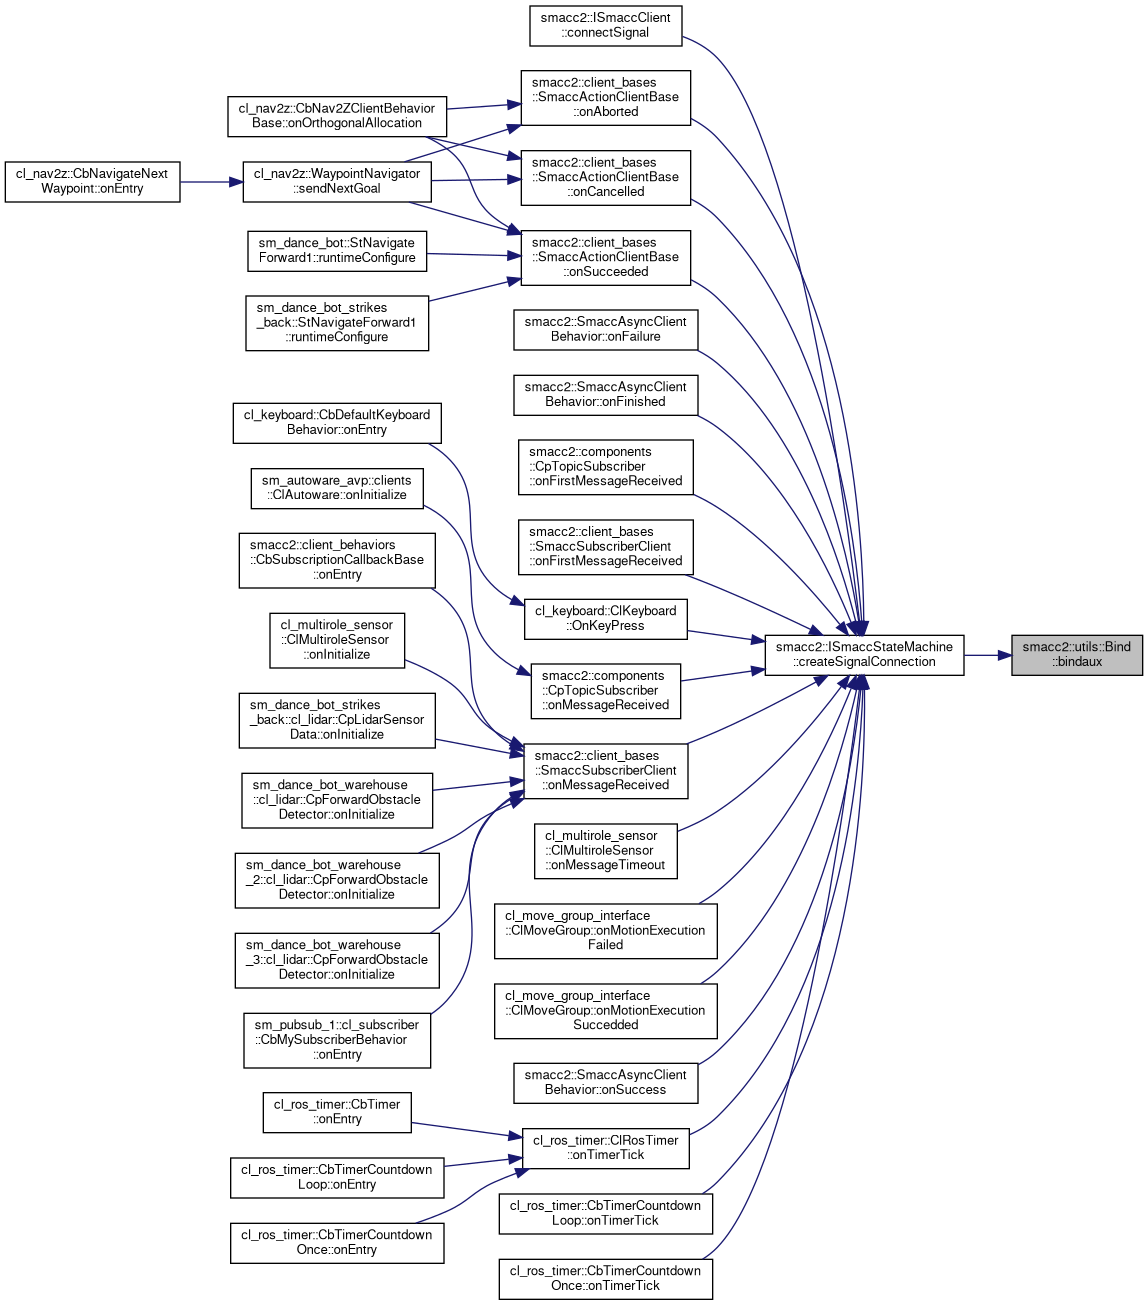 smacc2::ISmaccClient
::connectSignal
smacc2::client_bases
::SmaccActionClientBase
::onAborted
cl_nav2z::CbNav2ZClientBehavior
Base::onOrthogonalAllocation
smacc2::client_bases
::SmaccActionClientBase
::onCancelled
cl_nav2z::CbNavigateNext
Waypoint::onEntry
cl_nav2z::WaypointNavigator
::sendNextGoal
smacc2::client_bases
::SmaccActionClientBase
::onSucceeded
sm_dance_bot::StNavigate
Forward1::runtimeConfigure
sm_dance_bot_strikes
_back::StNavigateForward1
::runtimeConfigure
smacc2::SmaccAsyncClient
Behavior::onFailure
smacc2::SmaccAsyncClient
Behavior::onFinished
cl_keyboard::CbDefaultKeyboard
Behavior::onEntry
smacc2::components
::CpTopicSubscriber
::onFirstMessageReceived
sm_autoware_avp::clients
::ClAutoware::onInitialize
smacc2::client_bases
::SmaccSubscriberClient
::onFirstMessageReceived
smacc2::client_behaviors
::CbSubscriptionCallbackBase
::onEntry
cl_keyboard::ClKeyboard
::OnKeyPress
cl_multirole_sensor
::ClMultiroleSensor
::onInitialize
smacc2::ISmaccStateMachine
::createSignalConnection
smacc2::utils::Bind
::bindaux
smacc2::components
::CpTopicSubscriber
::onMessageReceived
sm_dance_bot_strikes
_back::cl_lidar::CpLidarSensor
Data::onInitialize
smacc2::client_bases
::SmaccSubscriberClient
::onMessageReceived
sm_dance_bot_warehouse
::cl_lidar::CpForwardObstacle
Detector::onInitialize
cl_multirole_sensor
::ClMultiroleSensor
::onMessageTimeout
sm_dance_bot_warehouse
_2::cl_lidar::CpForwardObstacle
Detector::onInitialize
cl_move_group_interface
::ClMoveGroup::onMotionExecution
Failed
sm_dance_bot_warehouse
_3::cl_lidar::CpForwardObstacle
Detector::onInitialize
cl_move_group_interface
::ClMoveGroup::onMotionExecution
Succedded
sm_pubsub_1::cl_subscriber
::CbMySubscriberBehavior
::onEntry
smacc2::SmaccAsyncClient
Behavior::onSuccess
cl_ros_timer::CbTimer
::onEntry
cl_ros_timer::ClRosTimer
::onTimerTick
cl_ros_timer::CbTimerCountdown
Loop::onEntry
cl_ros_timer::CbTimerCountdown
Loop::onTimerTick
cl_ros_timer::CbTimerCountdown
Once::onEntry
cl_ros_timer::CbTimerCountdown
Once::onTimerTick